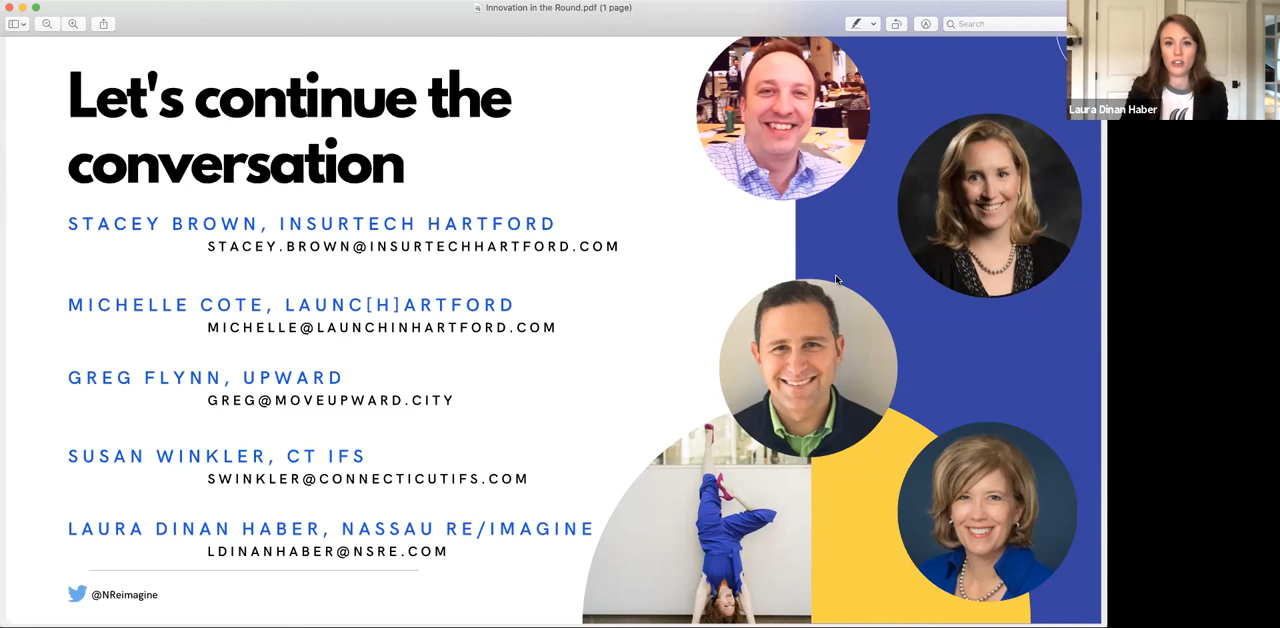 Innovation in the Round.pdf (1 page)
Search
Laura Dinan Haber
Let's continue the
conversation
STACEY BROWN, INSURTECH HARTFORD
STACEY.BROWN@INSURTECHHARTFORD.COM
MICHELLE COTE, LAUNC[H]ARTFORD
MICHELLE@LAUNCHINHARTFORD.COM
GREG FLYNN, UPWARD
GREG@MOVEUPWARD.CITY
SUSAN WINKLER, CT IFS
SWINKLER@CONNECTICUTIFS.COM
LAURA DINAN HABER, NASSAU RE/IMAGINE
LDINANHABER@NSRE.COM
@NReimagine